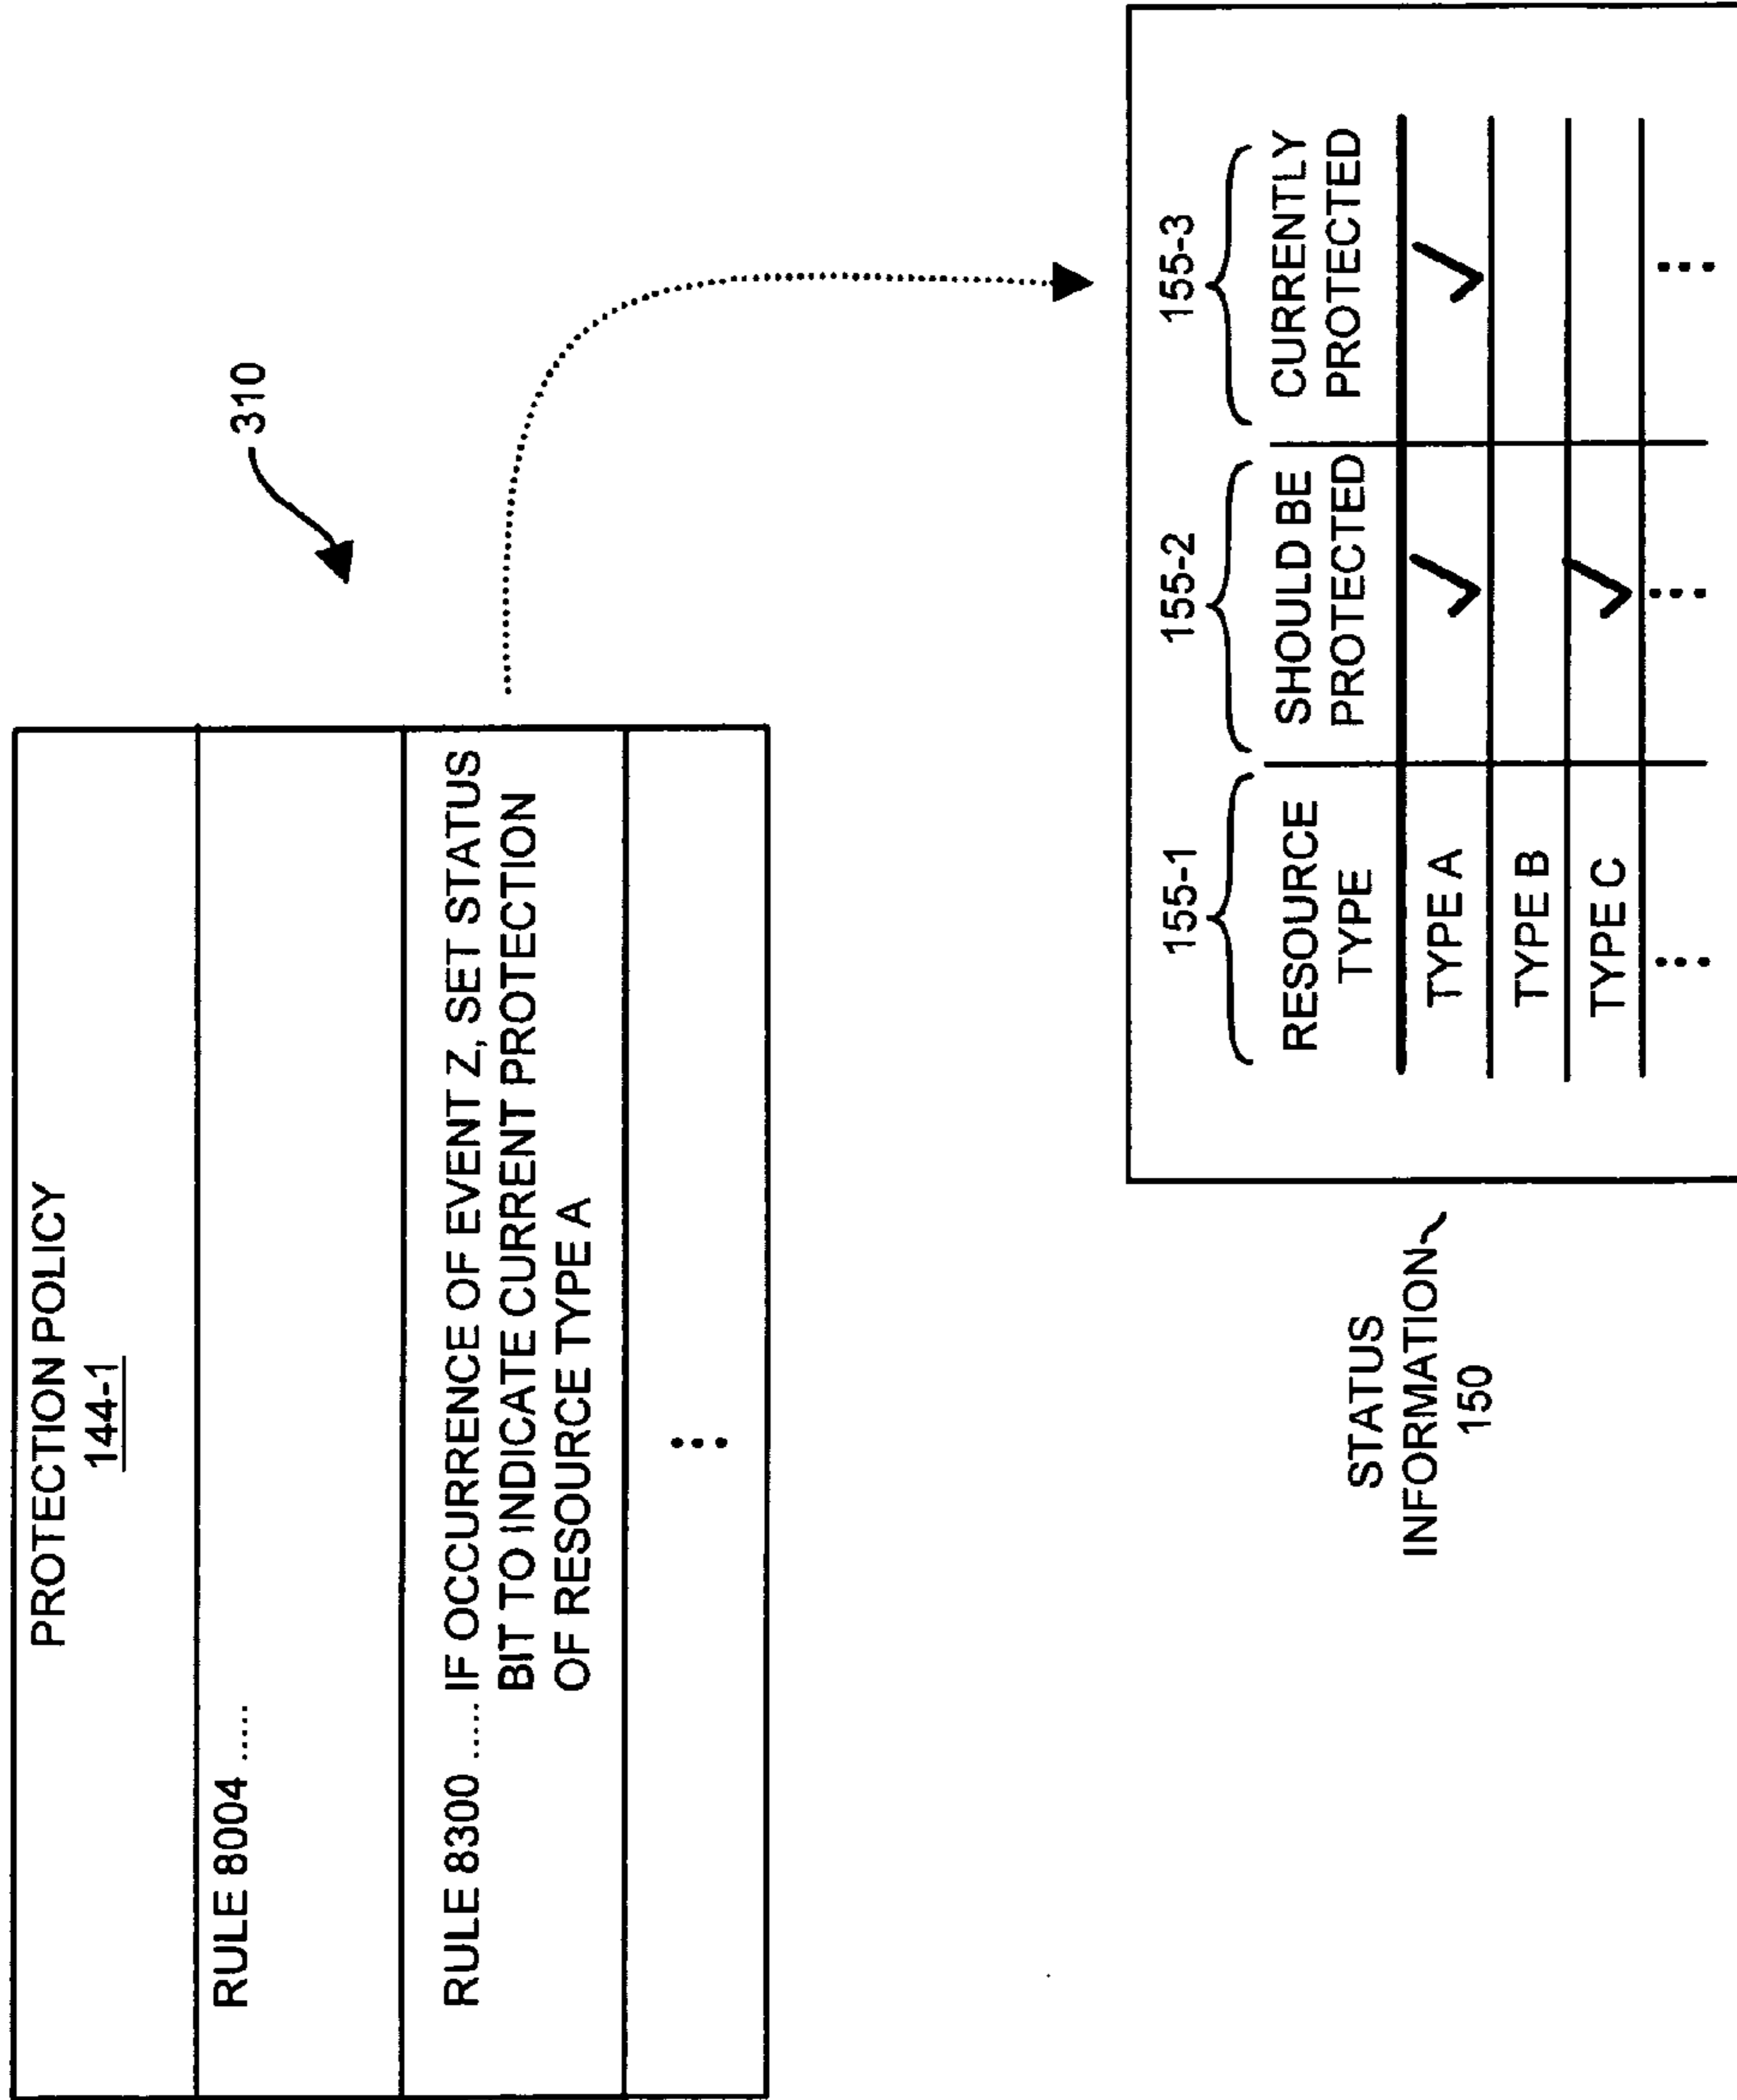 PROTECTION POLICY
144-1
RULE 8004 .....
RULE 8300 ..... IF OCCURRENCE OF EVENT Z, SET STATUS
BIT TO INDICATE CURRENT PROTECTION
OF RESOURCE TYPE A
...
310
STATUS
INFORMATION
150
155-1 155-2 155-3
RESOURCE SHOULD BE CURRENTLY
TYPE PROTECTED PROTECTED
TYPE A ✓ ✓
TYPE B
TYPE C ✓
... ... ...